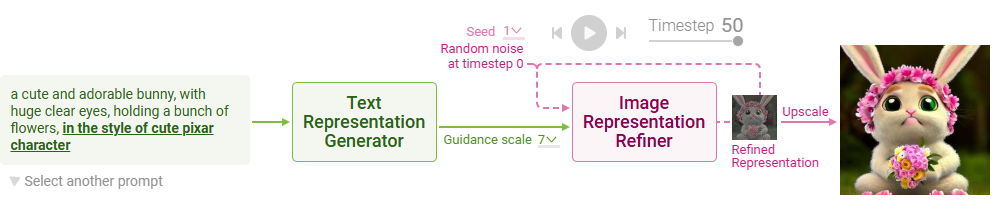 Seed 1
Timestep 50
Random noise
at timestep 0
a cute and adorable bunny, with
huge clear eyes, holding a bunch of
flowers, in the style of cute pixar
character
Text
Representation
Generator
Guidance scale 7
Image
Representation
Refiner
Upscale
Refined
Representation
Select another prompt